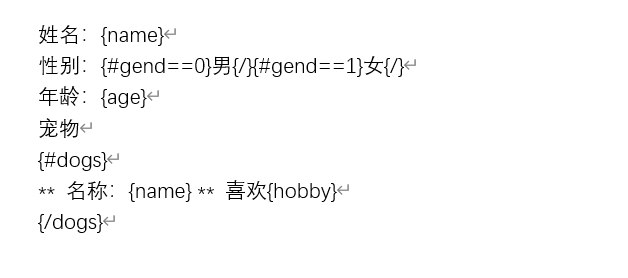 姓名：{name}↵
性别：{#gend==0}男{/}{#gend==1}女{/}↵
年龄：{age}↵
宠物↵
{#dogs}↵
** 名称：{name} ** 喜欢{hobby}↵
{/dogs}↵